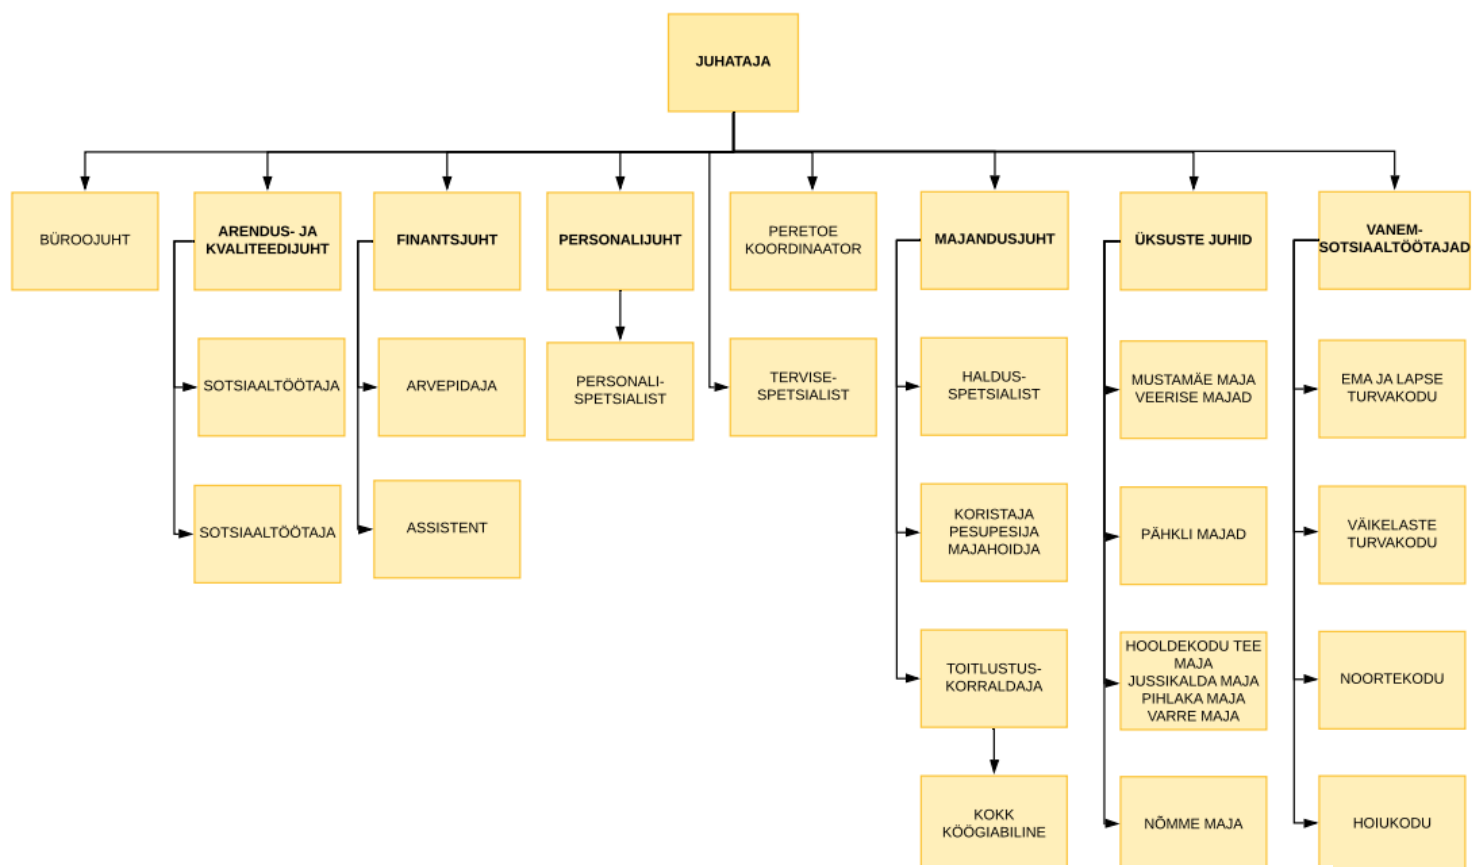 JUHATAJA
BÜROOJUHT
ARENDUS- JA
KVALITEEDIJUHT
FINANTSJUHT
PERSONALIJUHT
PERETOE
KOORDINAATOR
MAJANDUSJUHT
ÜKSUSTE JUHID
VANEM-
SOTSIAALTÖÖTAJAD
SOTSIAALTÖÖTAJA
ARVEPIDAJA
PERSONALI-
SPETSIALIST
TERVISE-
SPETSIALIST
HALDUS-
SPETSIALIST
MUSTAMÄE MAJA
VEERISE MAJAD
EMA JA LAPSE
TURVAKODU
SOTSIAALTÖÖTAJA
ASSISTENT
KORISTAJA
PESUPESIJA
MAJAHOIDJA
PÄHKLI MAJAD
VÄIKELASTE
TURVAKODU
TOITLUSTUS-
KORRALDAJA
HOOLDEKODU TEE
MAJA
JUSSIKALDA MAJA
PIHLAKA MAJA
VARRE MAJA
NOORTEKODU
KOKK
KÖÖGIABILINE
NÕMME MAJA
HOIUKODU